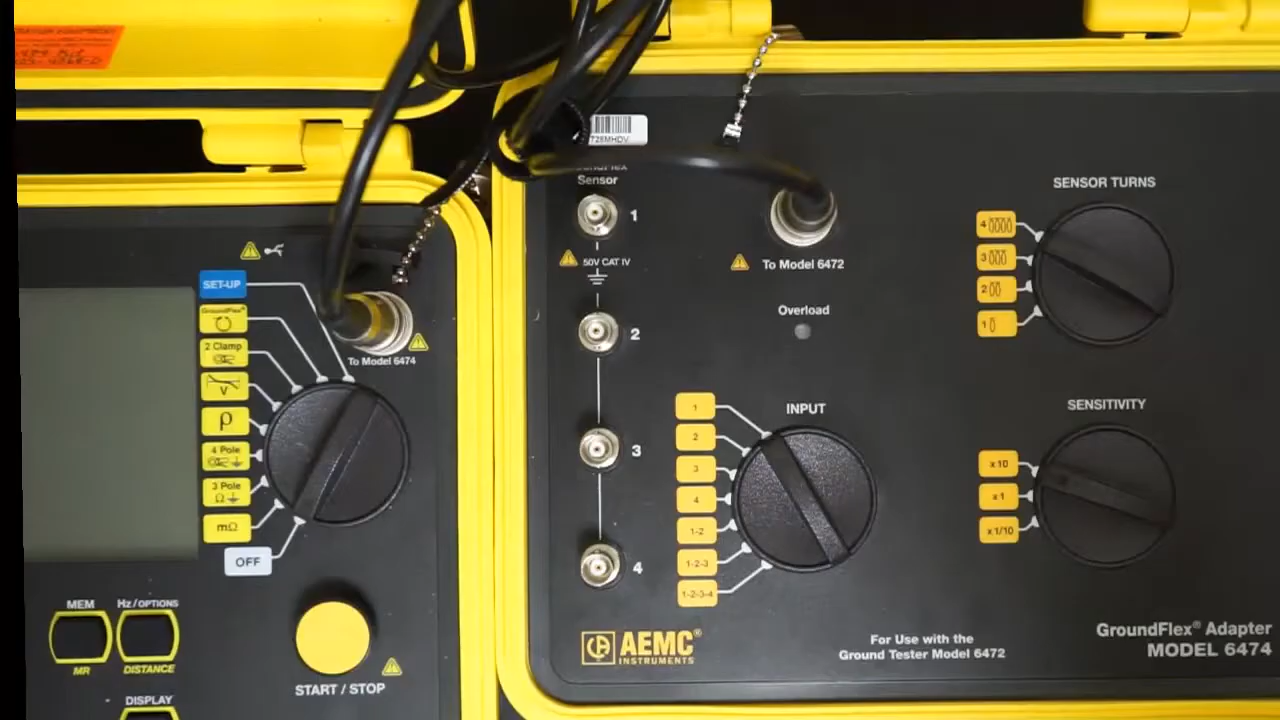 T28MHDV
Sensor
1
50V CAT IV
2
3
4
To Model 6472
Overload
SENSOR TURNS
4
3
2
1
INPUT
1
2
3
4
1-2
1-2-3
1-2-3-4
SENSITIVITY
x10
x1
x1/10
AEMC®
INSTRUMENTS
For Use with the
Ground Tester Model 6472
GroundFlex® Adapter
MODEL 6474
SET-UP
GroundFlex®
2 Clamp
V
ρ
4 Pole
3 Pole
Ω
mΩ
OFF
To Model 6474
MEM
MR
Hz/OPTIONS
DISTANCE
DISPLAY
START / STOP